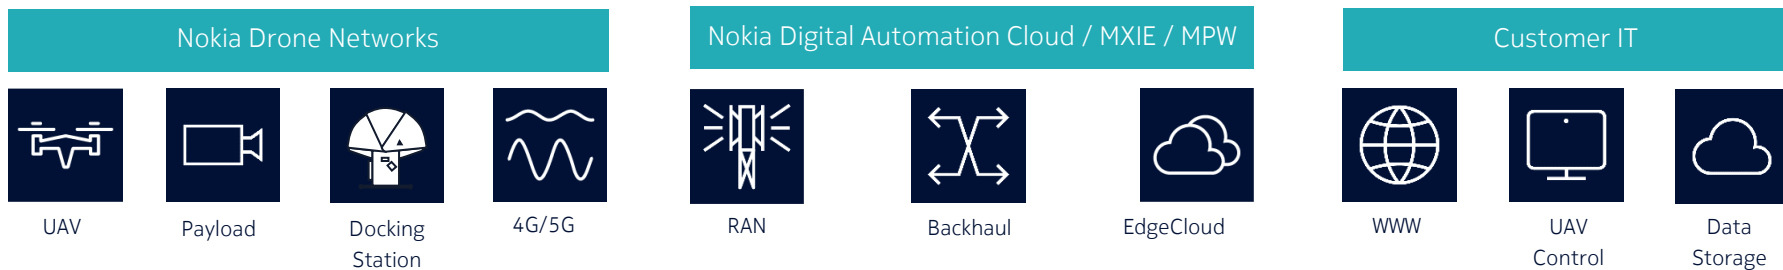 Nokia Drone Networks
Nokia Digital Automation Cloud / MXIE / MPW
Customer IT
UAV
Payload
Docking
Station
4G/5G
RAN
Backhaul
EdgeCloud
WWW
UAV
Control
Data
Storage